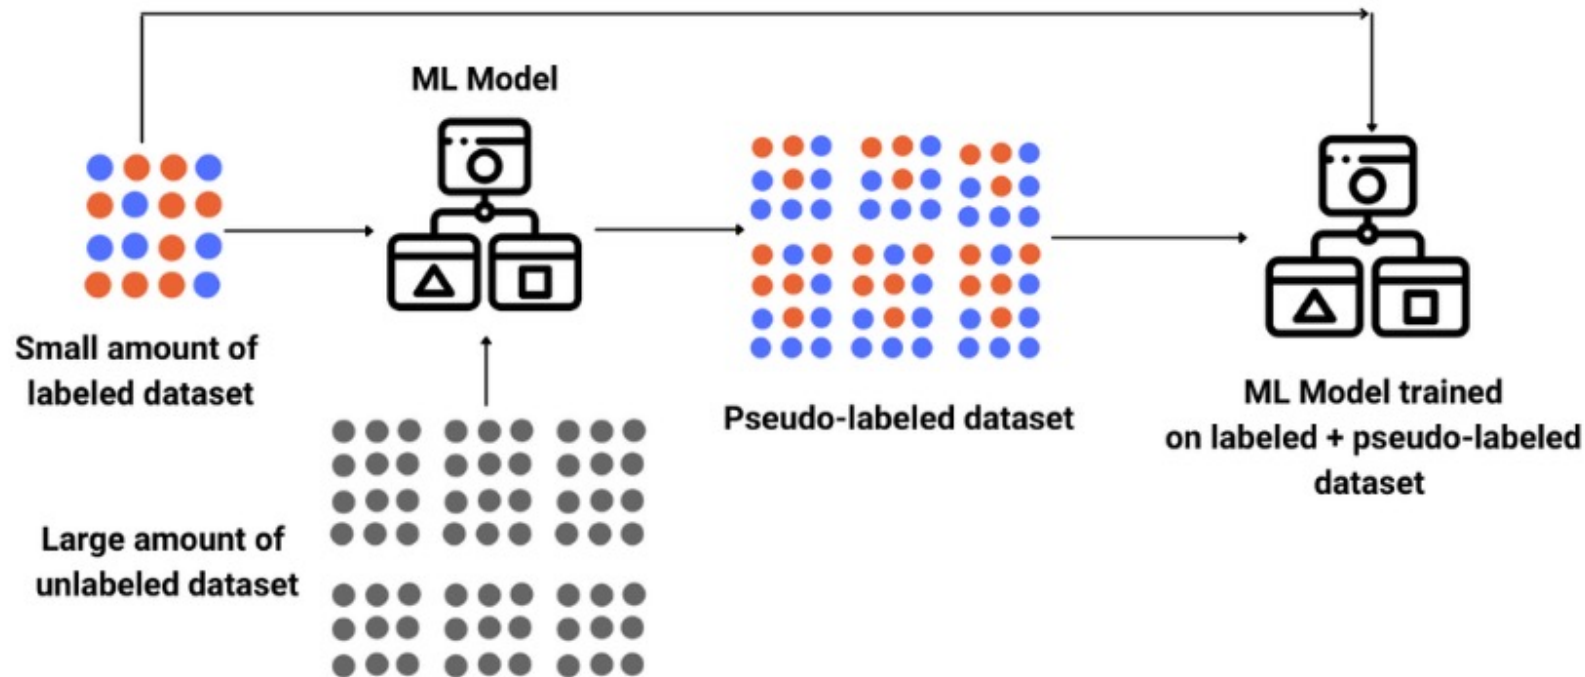 ML Model
Small amount of
labeled dataset
Large amount of
unlabeled dataset
Pseudo-labeled dataset
ML Model trained
on labeled + pseudo-labeled
dataset